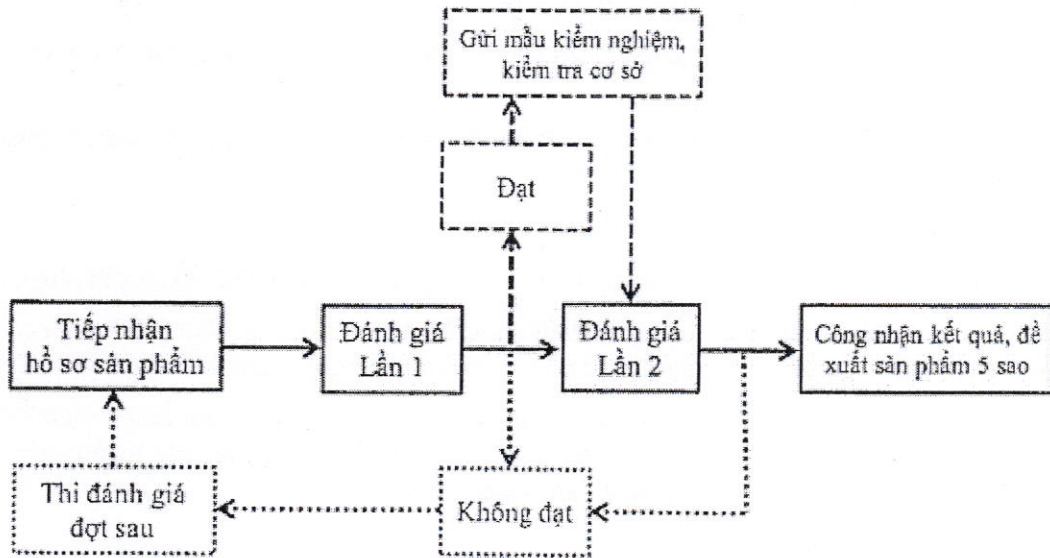 Gửi mẫu kiểm nghiệm,
kiểm tra cơ sở
Đạt
Tiếp nhận
hồ sơ sản phẩm
Đánh giá
Lần 1
Đánh giá
Lần 2
Công nhận kết quả, đề
xuất sản phẩm 5 sao
Thi đánh giá
đợt sau
Không đạt